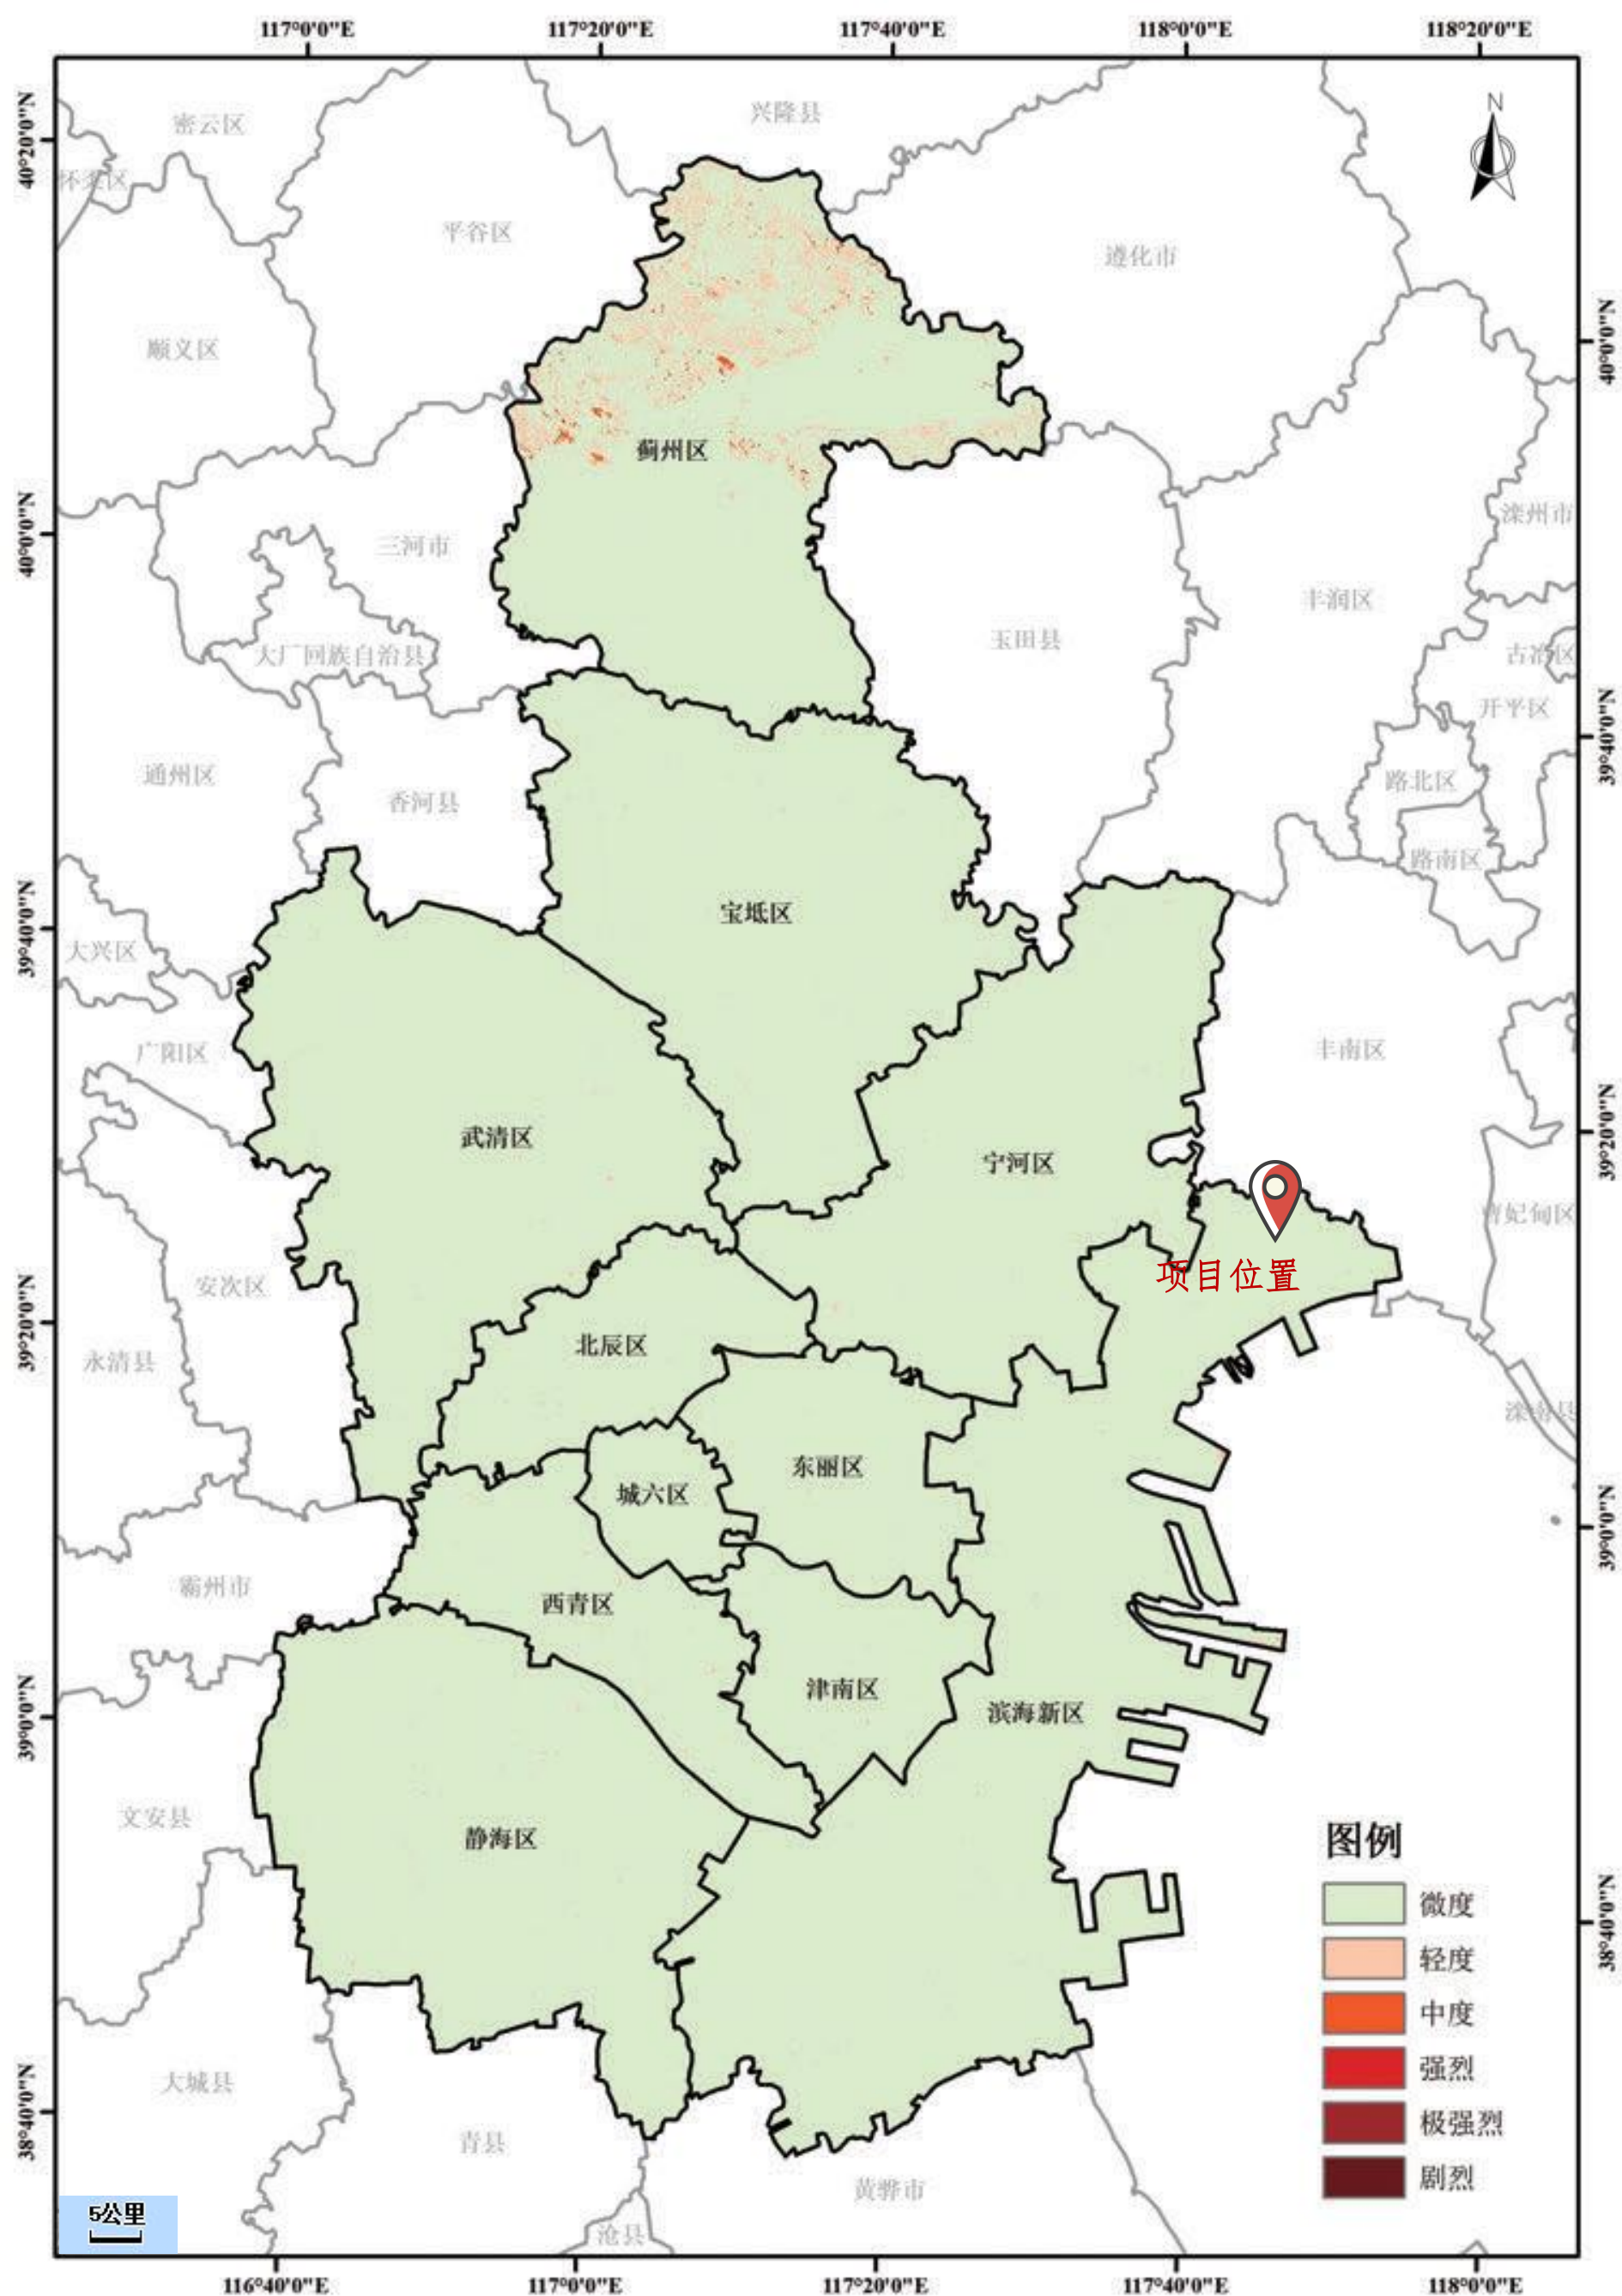 117°0'0"E
117°20'0"E
117°40'0"E
118°0'0"E
118°20'0"E
40°20'0"N
N
密云区
兴隆县
怀柔区
平谷区
遵化市
顺义区
40°0'0"N
蓟州区
40°0'0"N
三河市
滦州市
丰润区
大厂回族自治县
玉田县
古冶区
开平区
39°40'0"N
通州区
香河县
路北区
路南区
39°40'0"N
大兴区
宝坻区
广阳区
丰南区
武清区
宁河区
39°20'0"N
曹妃甸区
安次区
项目位置
39°20'0"N
永清县
北辰区
滦南县
东丽区
城六区
39°0'0"N
霸州市
西青区
39°0'0"N
津南区
滨海新区
文安县
静海区
图例
微度
轻度
中度
强烈
极强烈
剧烈
38°40'0"N
38°40'0"N
大城县
青县
黄骅市
沧县
5公里
116°40'0"E
117°0'0"E
117°20'0"E
117°40'0"E
118°0'0"E